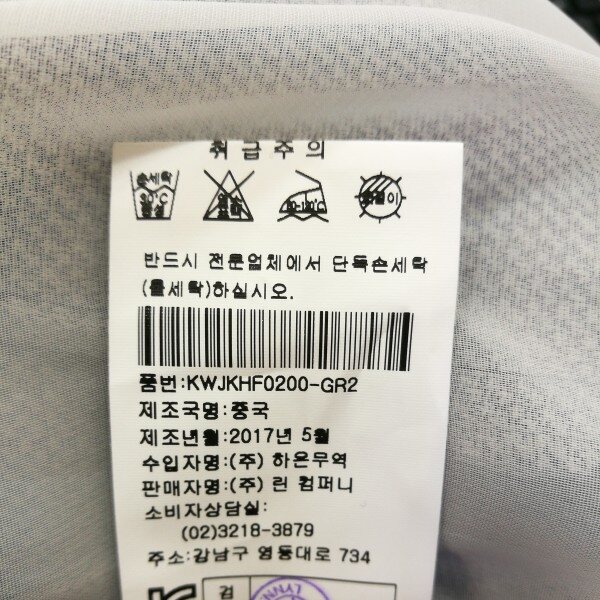 취급주의
손세탁
30°C
중성
반드시 전문업체에서 단독손세탁
(물세탁)하십시오.
품번:KWJKHF0200-GR2
제조국명:중국
제조년월:2017년 5월
수입자명:(주) 하은무역
판매자명:(주) 린 컴퍼니
소비자상담실:
(02)3218-3879
주소:강남구 영동대로 734
검
LYNN